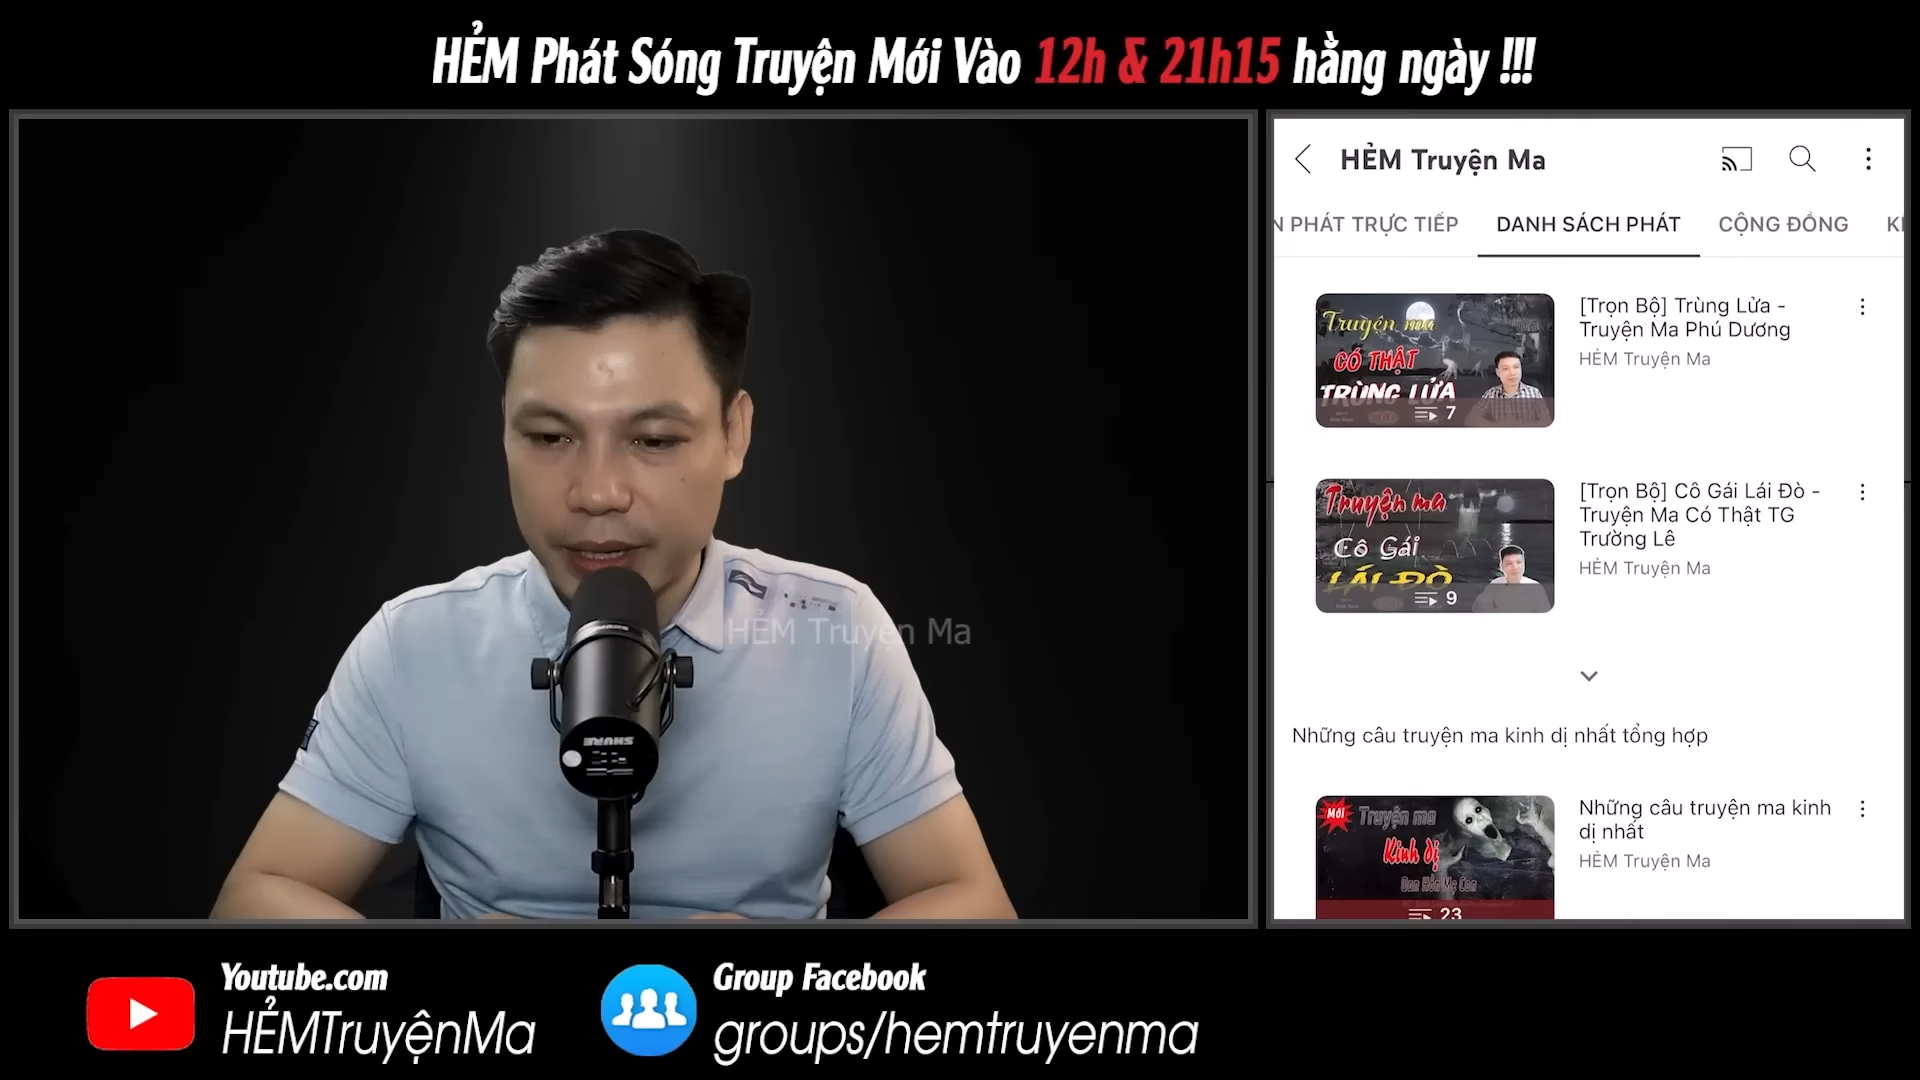 HẺM Phát Sóng Truyện Mới Vào 12h & 21h15 hằng ngày !!!
HẺM Truyện Ma
N PHÁT TRỰC TIẾP
DANH SÁCH PHÁT
CỘNG ĐỒNG
Truyện ma
CÓ THẬT
TRÙNG LỬA
7
[Trọn Bộ] Trùng Lửa -
Truyện Ma Phú Dương
HẺM Truyện Ma
Truyện ma
Cô Gái
LÁI ĐÒ
9
[Trọn Bộ] Cô Gái Lái Đò -
Truyện Ma Có Thật TG
Trường Lê
HẺM Truyện Ma
Những câu truyện ma kinh dị nhất tổng hợp
Mới
Truyện ma
Kinh dị
Oan Hồn Mẹ Con
23
Những câu truyện ma kinh
dị nhất
HẺM Truyện Ma
HẺM Truyện Ma
SHURE
Youtube.com
HẺMTruyệnMa
Group Facebook
groups/hemtruyenma